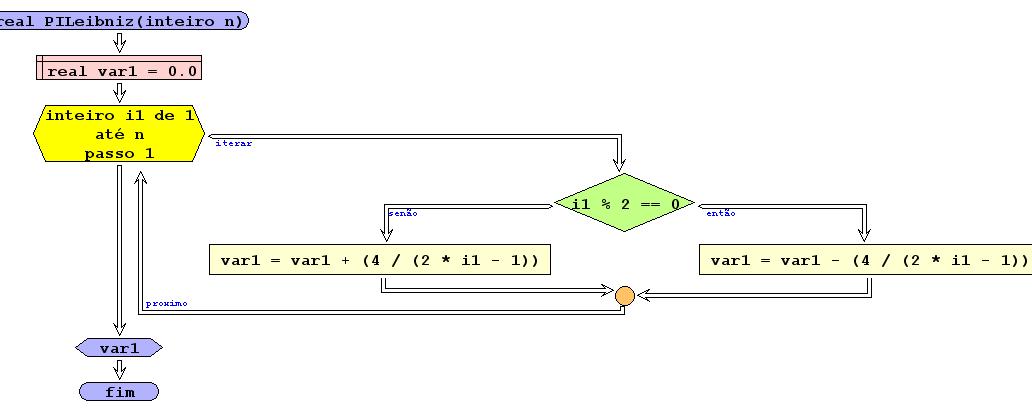 real PILeibniz(inteiro n)
real var1 = 0.0
inteiro i1 de 1
até n
passo 1
iterar
i1 % 2 == 0
senão
então
var1 = var1 + (4 / (2 * i1 - 1))
var1 = var1 - (4 / (2 * i1 - 1))
proximo
var1
fim